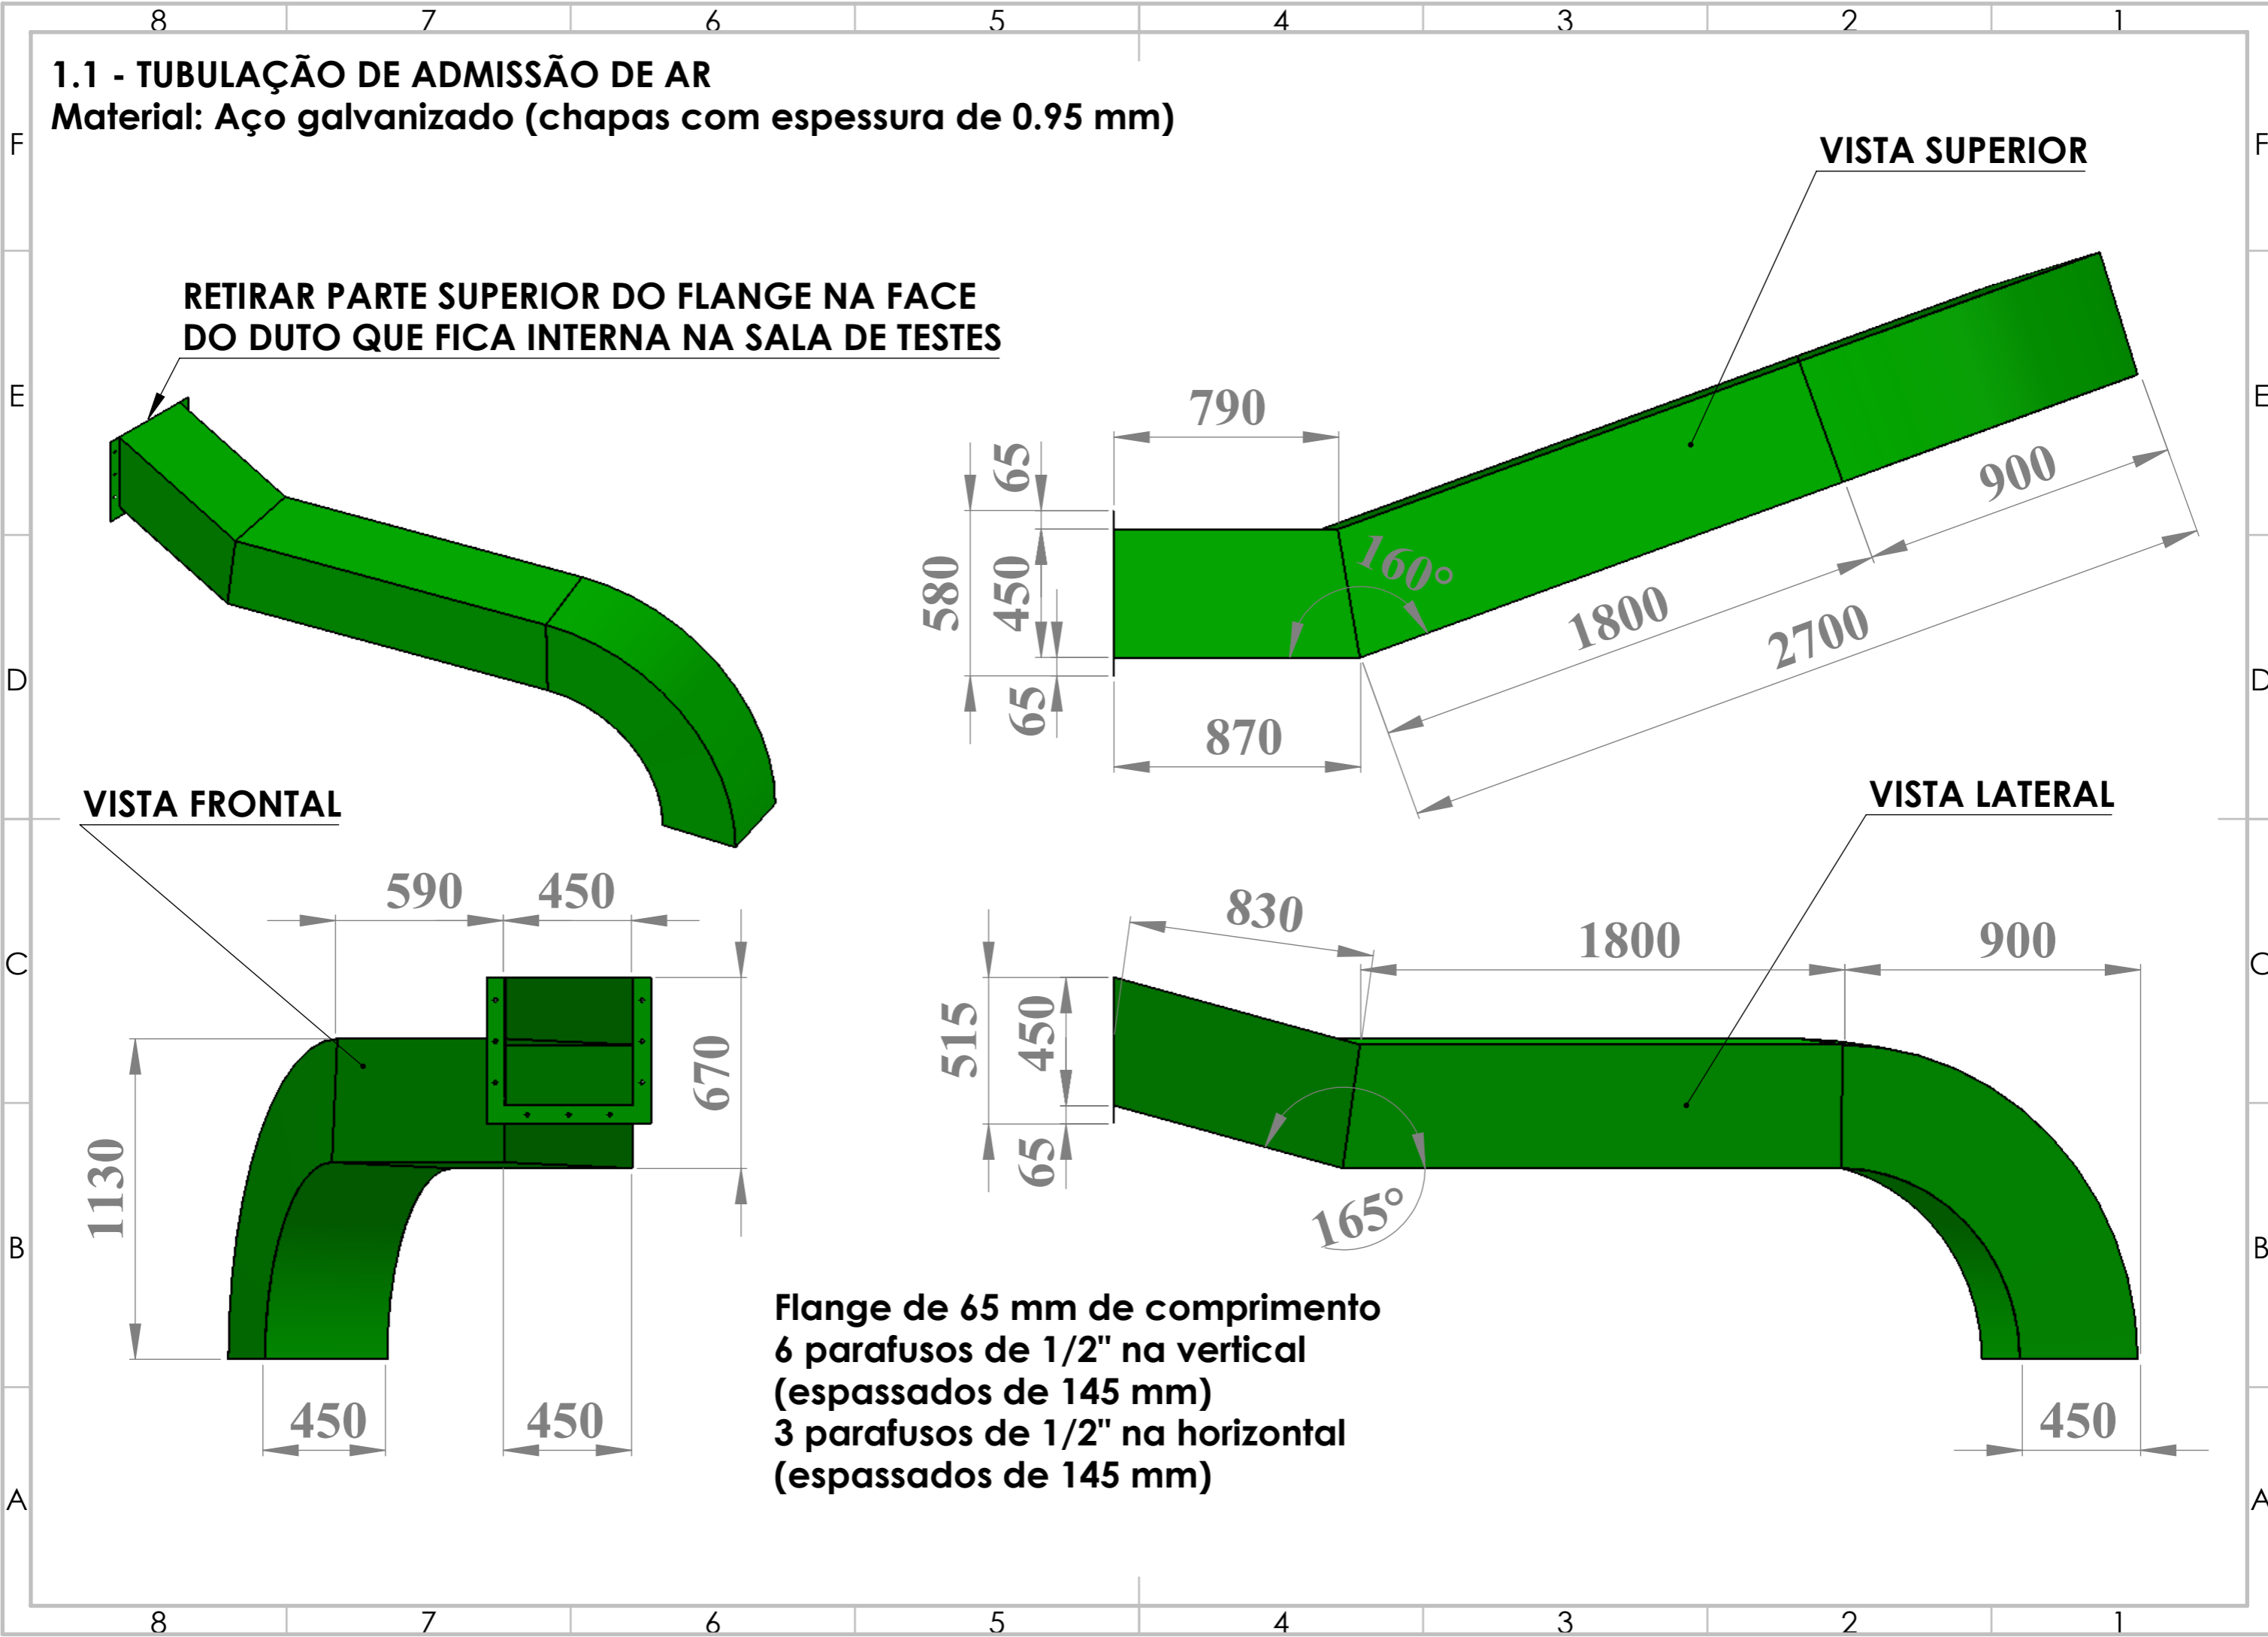 8 7 6 5 4 3 2 1
1.1 - TUBULAÇÃO DE ADMISSÃO DE AR
Material: Aço galvanizado (chapas com espessura de 0.95 mm)
F F
VISTA SUPERIOR
RETIRAR PARTE SUPERIOR DO FLANGE NA FACE
DO DUTO QUE FICA INTERNA NA SALA DE TESTES
E E
790
65
580
450
65
870
160°
1800
900
2700
D D
VISTA FRONTAL
590
450
670
1130
450
450
VISTA LATERAL
830
1800
900
C C
515
450
65
165°
450
B B
Flange de 65 mm de comprimento
6 parafusos de 1/2" na vertical
(espassados de 145 mm)
3 parafusos de 1/2" na horizontal
(espassados de 145 mm)
A A
8 7 6 5 4 3 2 1